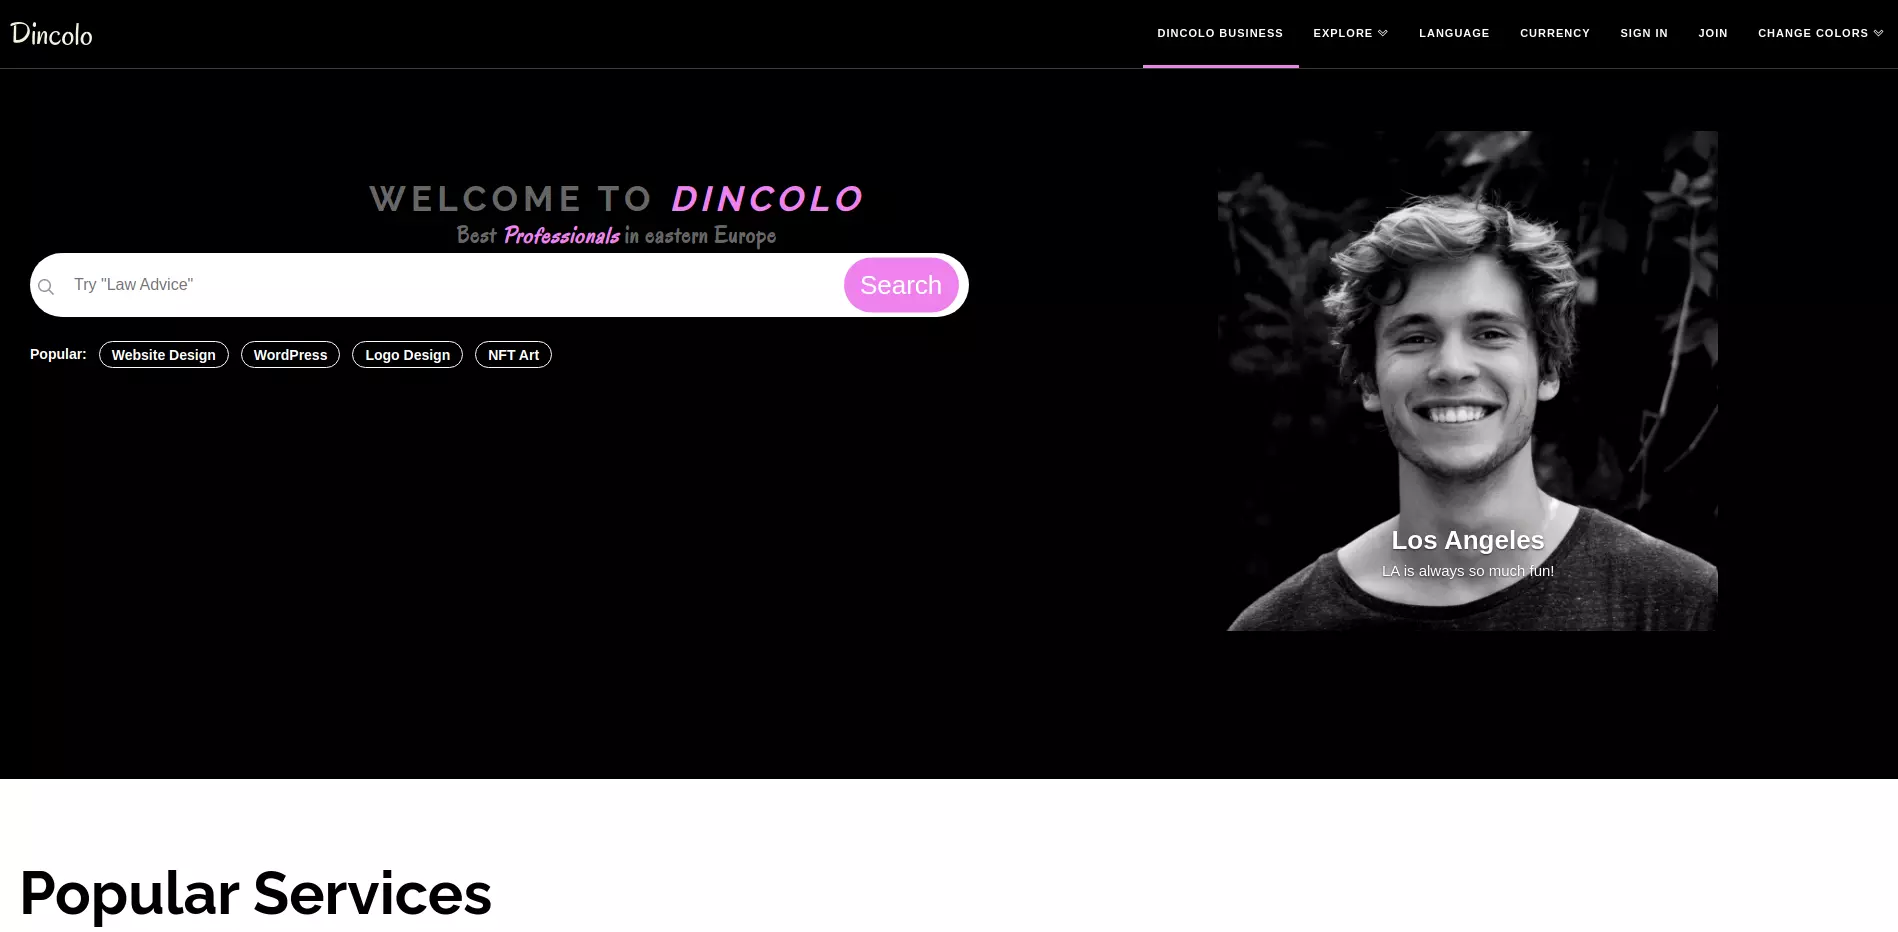 Dincolo
DINCOLO BUSINESS EXPLORE LANGUAGE CURRENCY SIGN IN JOIN CHANGE COLORS
WELCOME TO DINCOLO
Best Professionals in eastern Europe
Try "Law Advice" Search
Popular: Website Design WordPress Logo Design NFT Art
Los Angeles
LA is always so much fun!
Popular Services